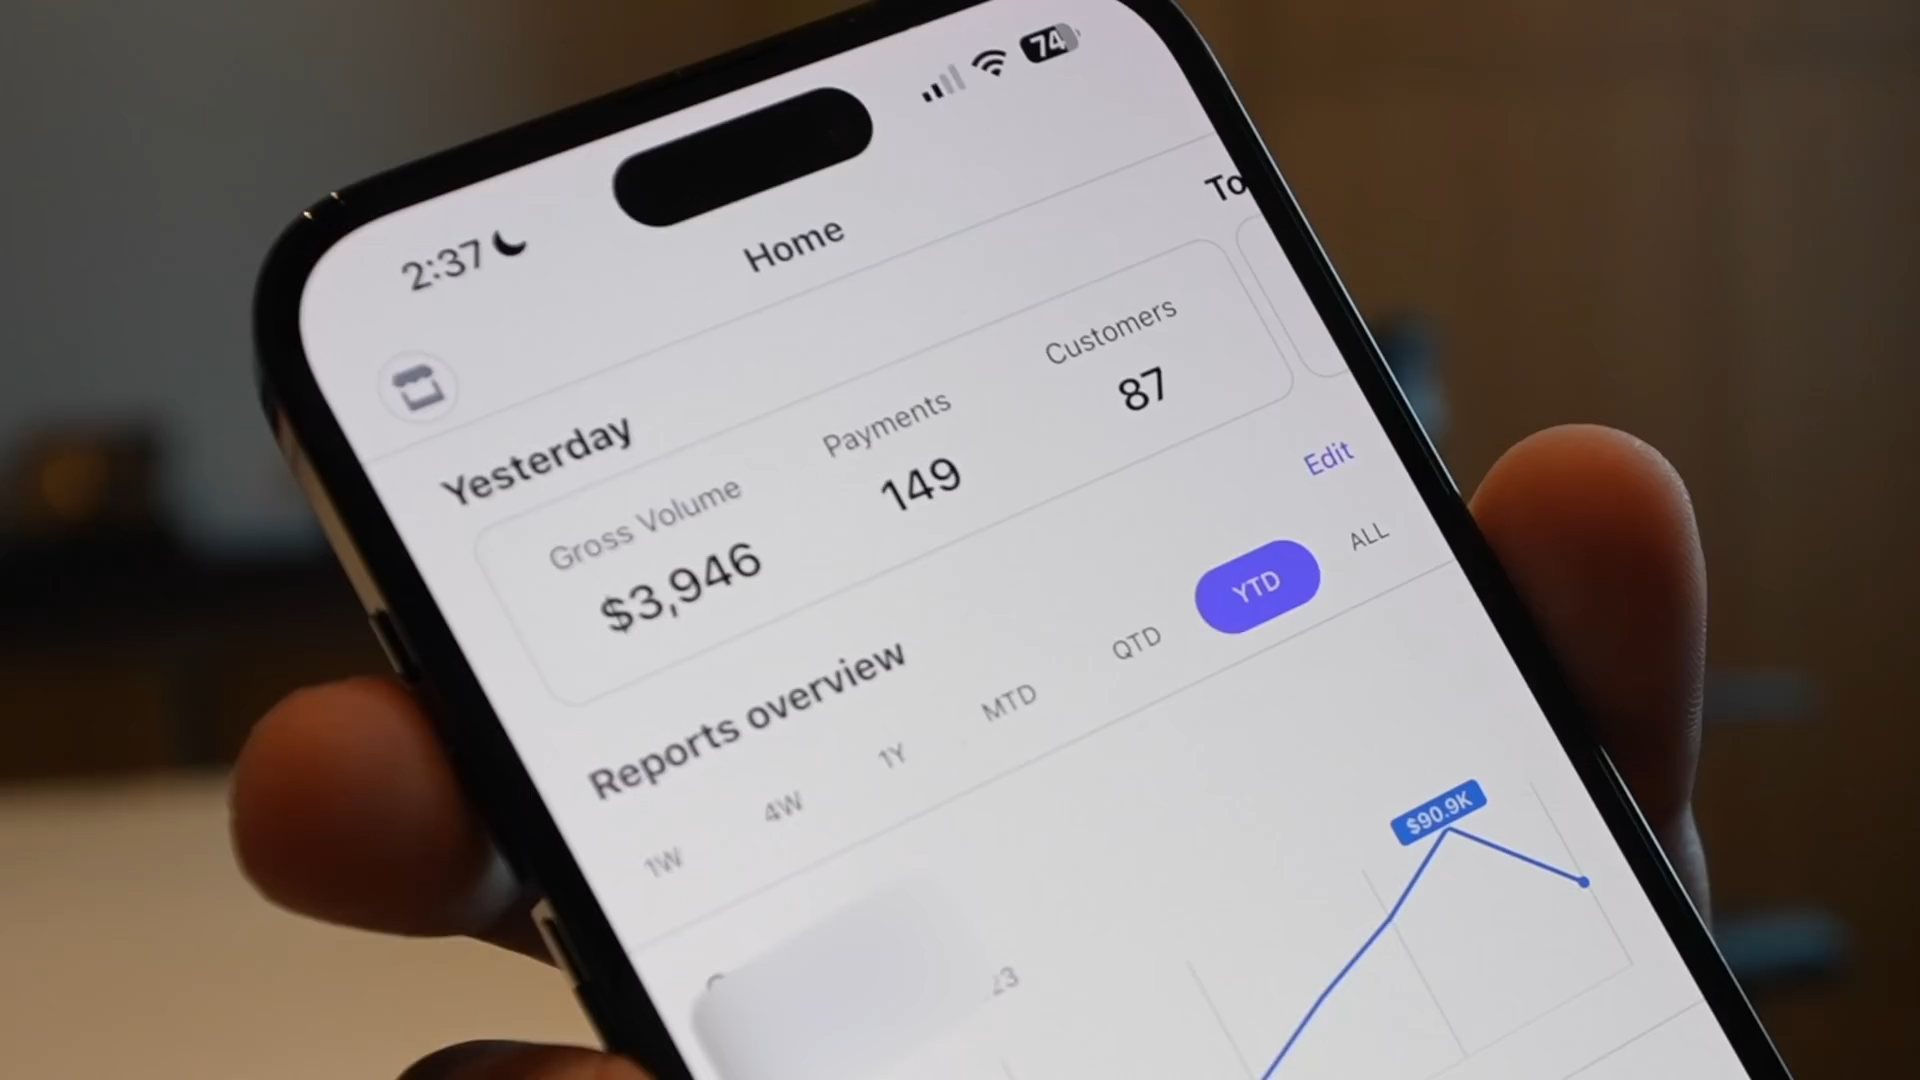 2:37
74
Home
To
Yesterday
Gross Volume
Payments
Customers
$3,946
149
87
Reports overview
Edit
1W
4W
1Y
MTD
QTD
YTD
ALL
$90.9K
23